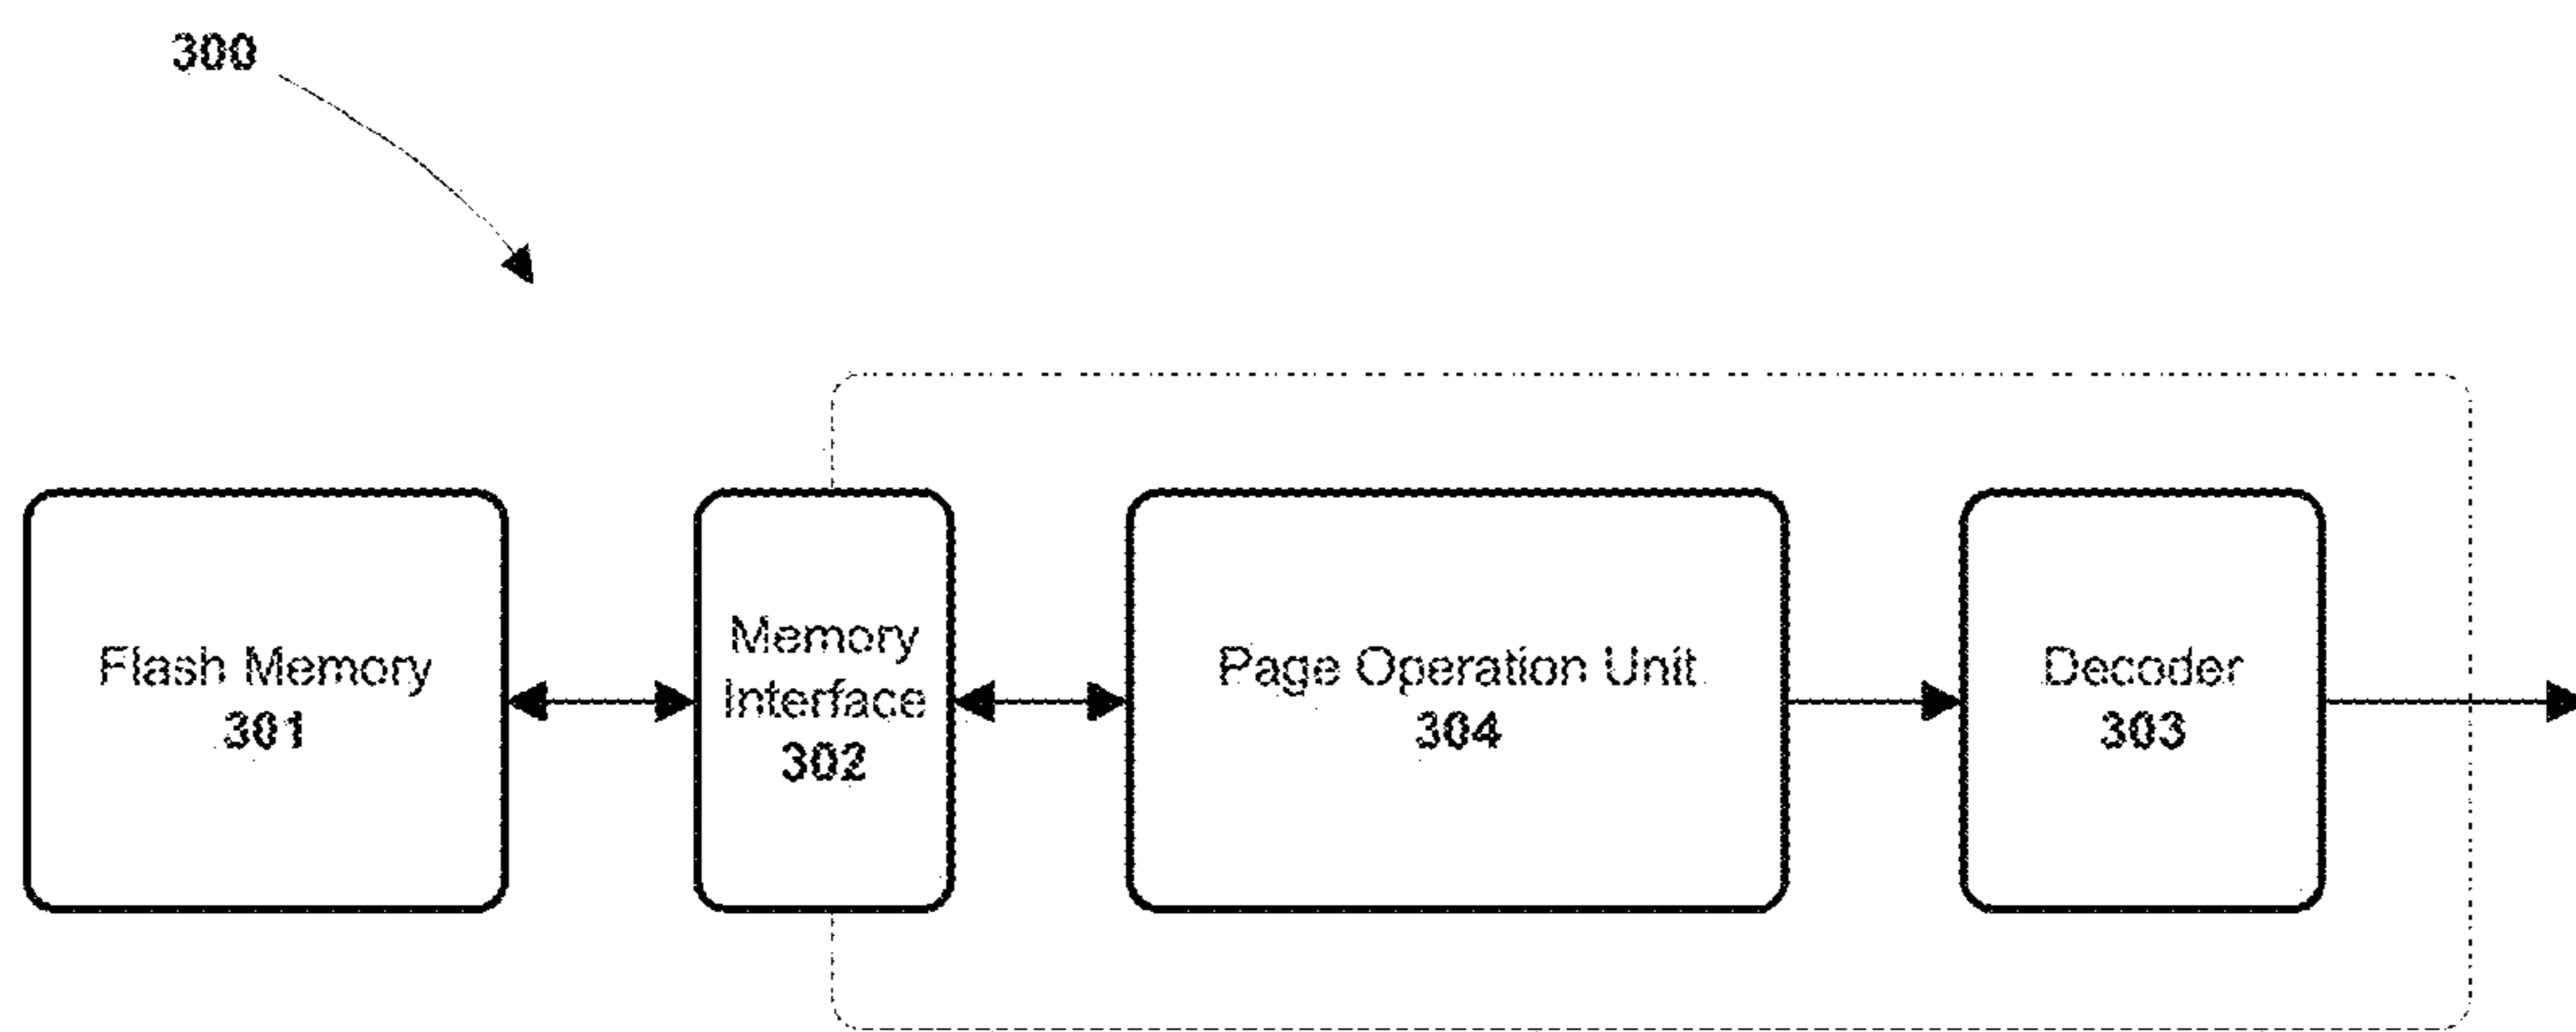 300
Flash Memory
301
Memory
Interface
302
Page Operation Unit
304
Decoder
303